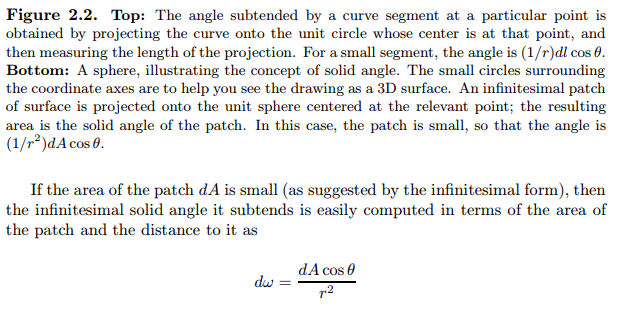 Figure 2.2. Top: The angle subtended by a curve segment at a particular point is
obtained by projecting the curve onto the unit circle whose center is at that point, and
then measuring the length of the projection. For a small segment, the angle is (1/r)dl cos θ.
Bottom: A sphere, illustrating the concept of solid angle. The small circles surrounding
the coordinate axes are to help you see the drawing as a 3D surface. An infinitesimal patch
of surface is projected onto the unit sphere centered at the relevant point; the resulting
area is the solid angle of the patch. In this case, the patch is small, so that the angle is
(1/r²)dA cos θ.
If the area of the patch dA is small (as suggested by the infinitesimal form), then
the infinitesimal solid angle it subtends is easily computed in terms of the area of
the patch and the distance to it as
dω = dA cos θ / r²